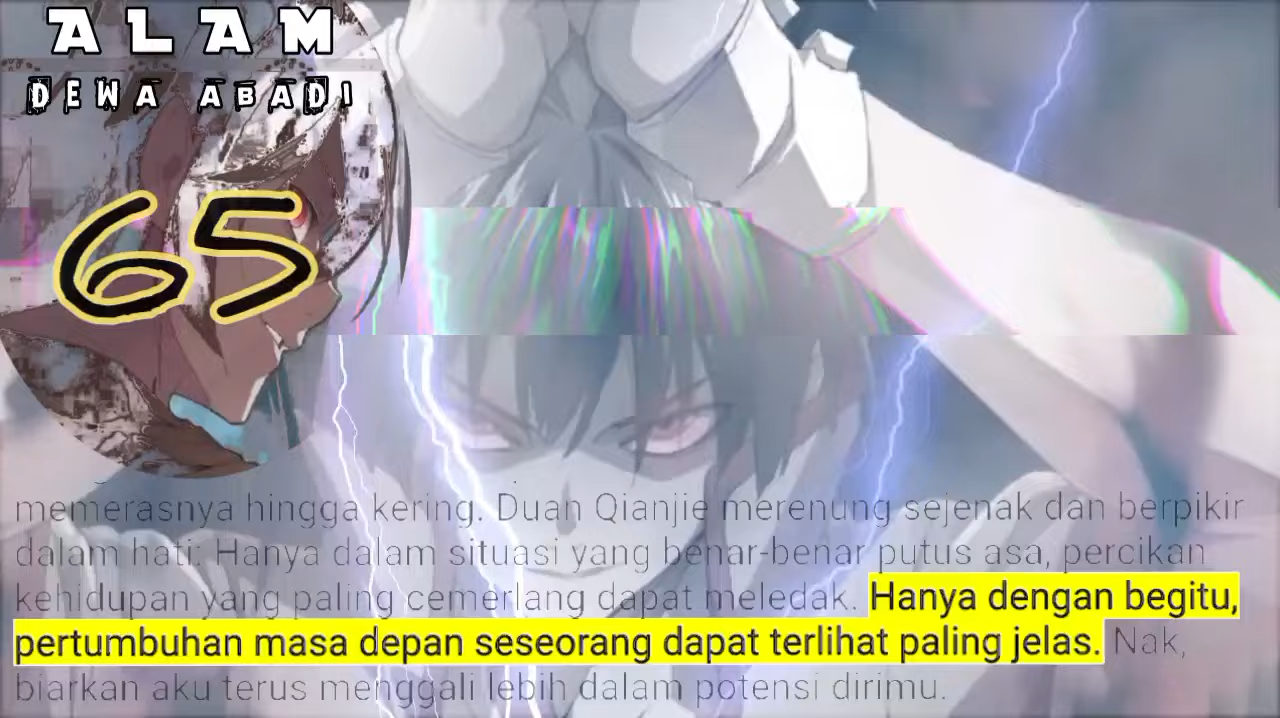 ALAM
DEWA ABADI
65
memerasnya hingga kering. Duan Qianjie merenung sejenak dan berpikir
dalam hati: Hanya dalam situasi yang benar-benar putus asa, percikan
kehidupan yang paling cemerlang dapat meledak. Hanya dengan begitu,
pertumbuhan masa depan seseorang dapat terlihat paling jelas. Nak,
biarkan aku terus menggali lebih dalam potensi dirimu.